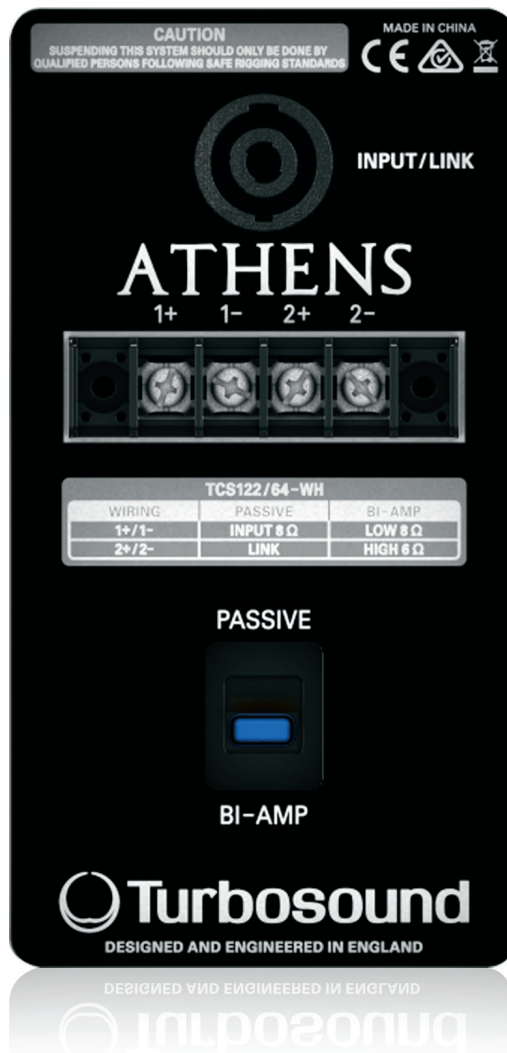 CAUTION
SUSPENDING THIS SYSTEM SHOULD ONLY BE DONE BY
QUALIFIED PERSONS FOLLOWING SAFE RIGGING STANDARDS
MADE IN CHINA
CE
INPUT/LINK
ATHENS
1+ 1- 2+ 2-
TCS122/64-WH
WIRING PASSIVE BI-AMP
1+/1- INPUT 8 Ω LOW 8 Ω
2+/2- LINK HIGH 6 Ω
PASSIVE
BI-AMP
Turbosound
DESIGNED AND ENGINEERED IN ENGLAND